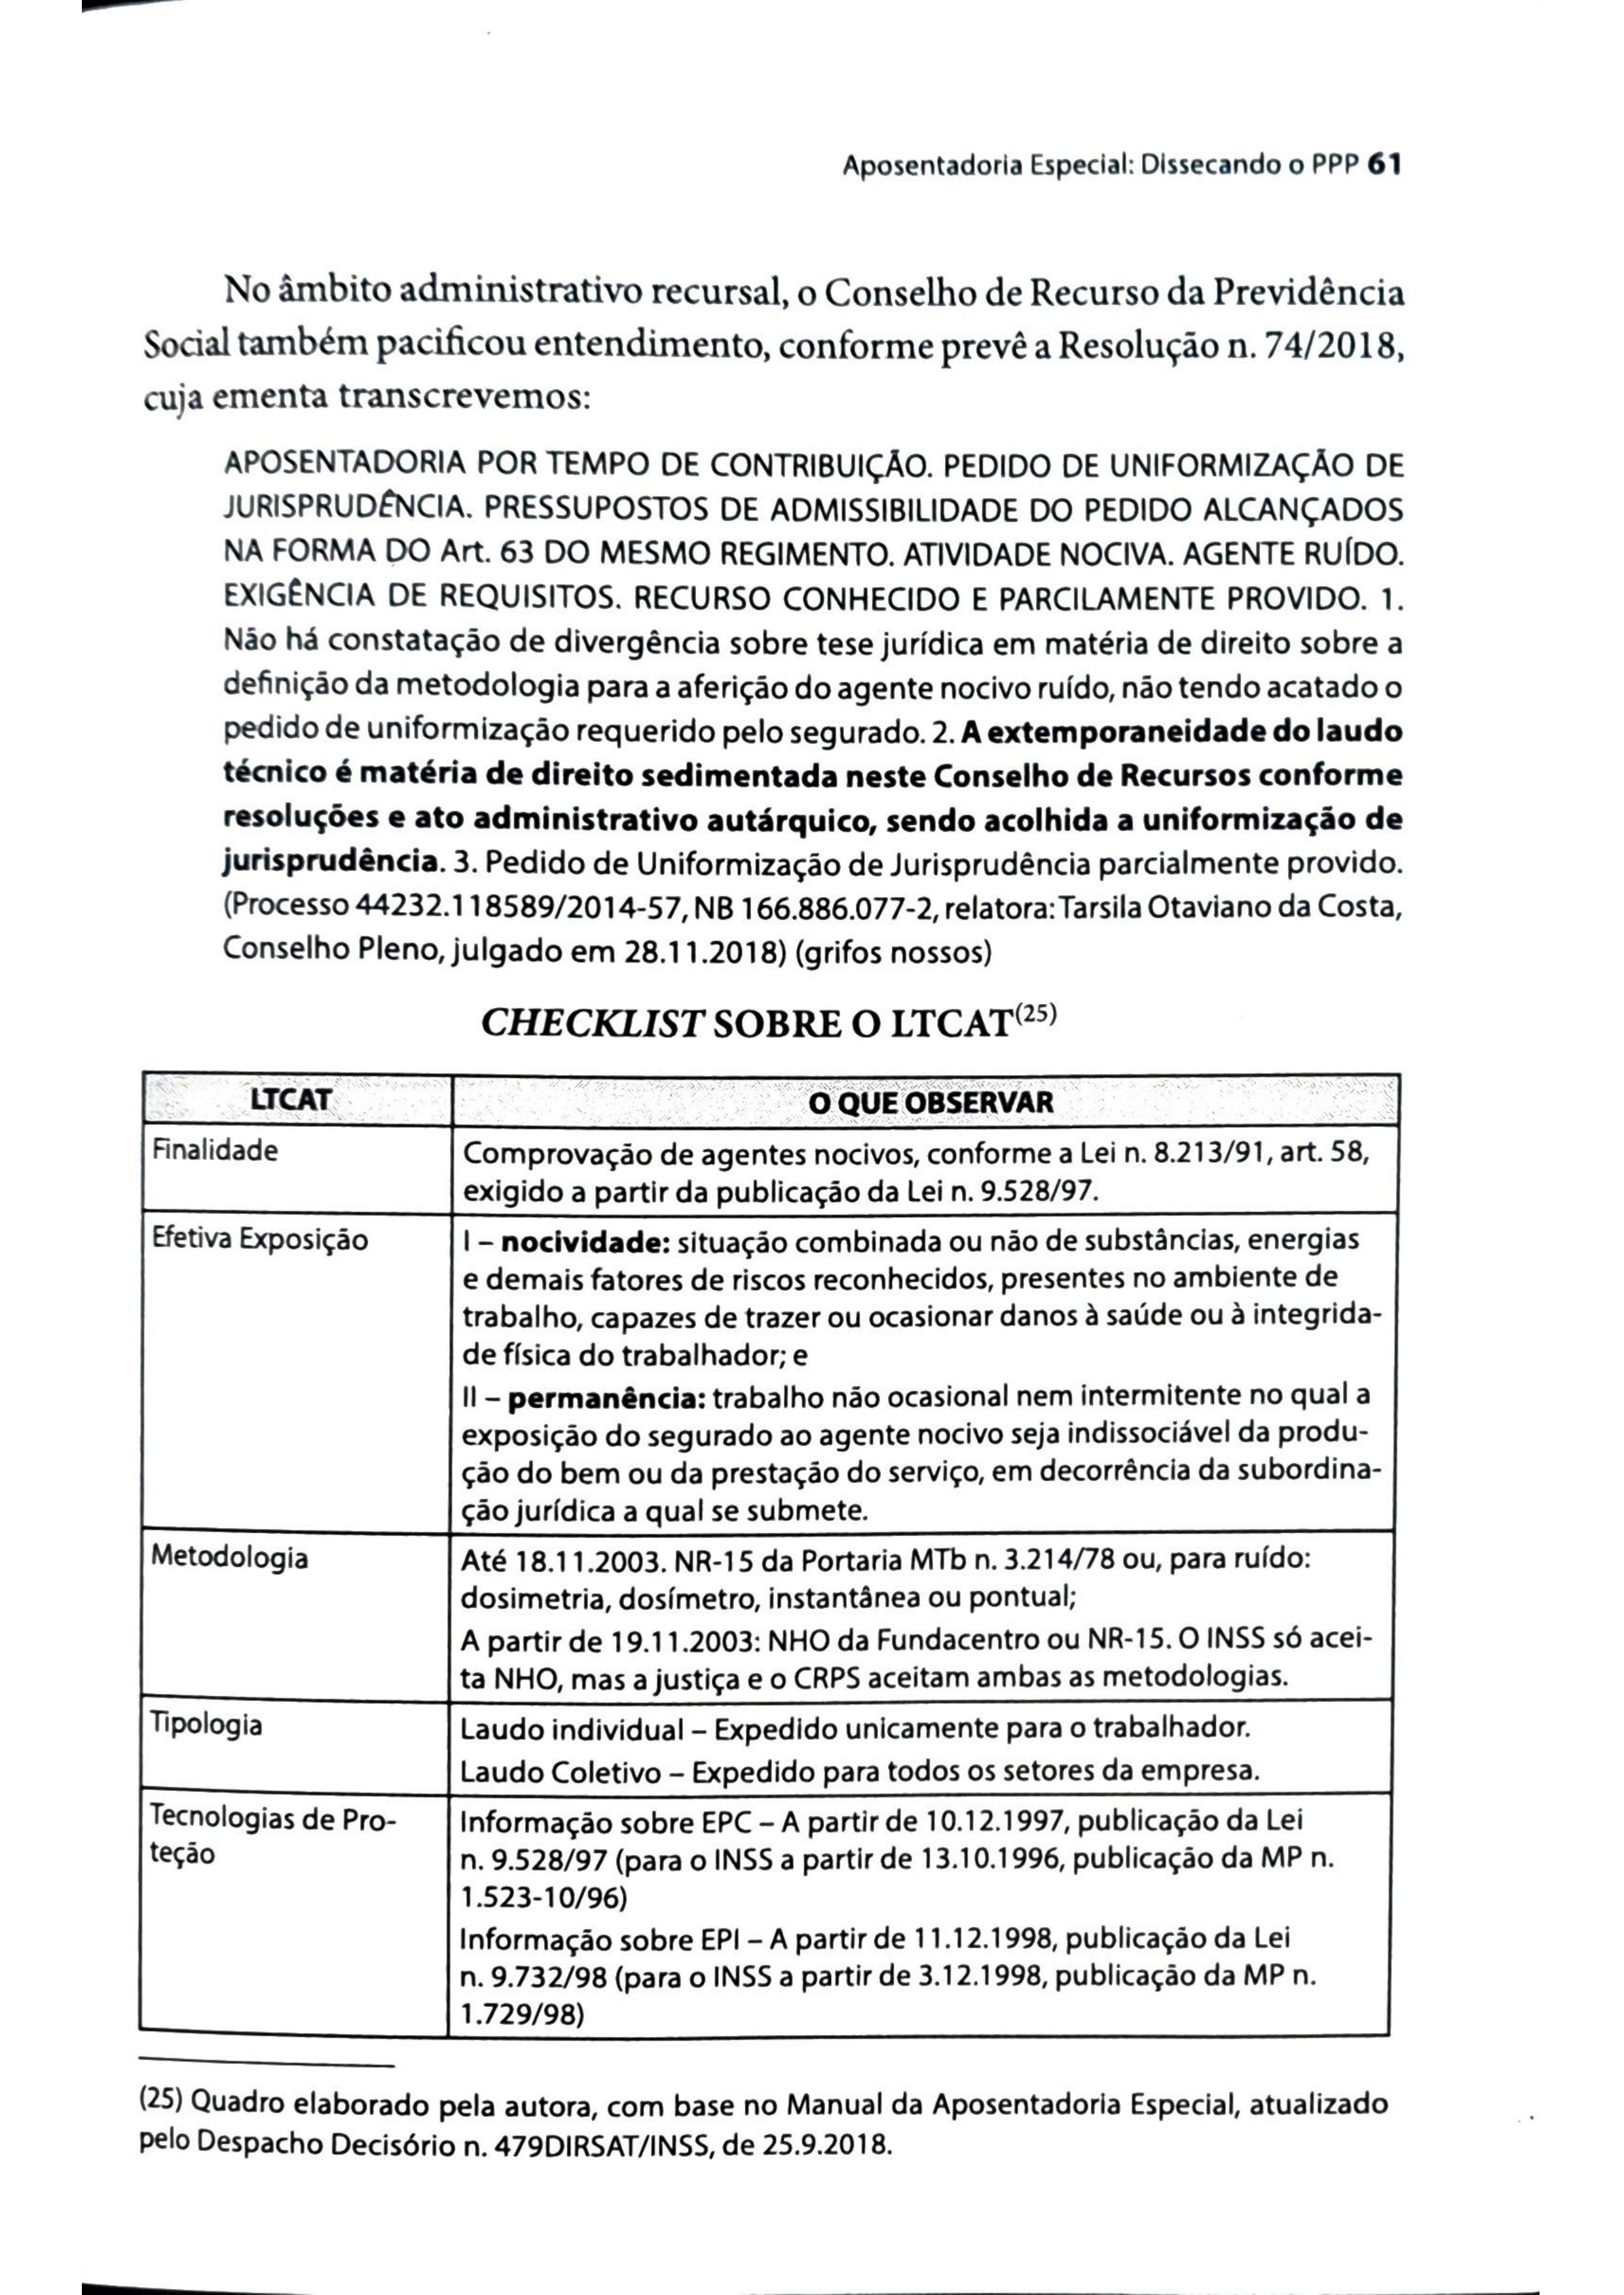 Aposentadoria Especial: Dissecando o PPP 61
No âmbito administrativo recursal, o Conselho de Recurso da Previdência
Social também pacificou entendimento, conforme prevê a Resolução n. 74/2018,
cuja ementa transcrevemos:
APOSENTADORIA POR TEMPO DE CONTRIBUIÇÃO. PEDIDO DE UNIFORMIZAÇÃO DE
JURISPRUDÊNCIA. PRESSUPOSTOS DE ADMISSIBILIDADE DO PEDIDO ALCANÇADOS
NA FORMA DO Art. 63 DO MESMO REGIMENTO. ATIVIDADE NOCIVA. AGENTE RUÍDO.
EXIGÊNCIA DE REQUISITOS. RECURSO CONHECIDO E PARCILAMENTE PROVIDO. 1.
Não há constatação de divergência sobre tese jurídica em matéria de direito sobre a
definição da metodologia para a aferição do agente nocivo ruído, não tendo acatado o
pedido de uniformização requerido pelo segurado. 2. A extemporaneidade do laudo
técnico é matéria de direito sedimentada neste Conselho de Recursos conforme
resoluções e ato administrativo autárquico, sendo acolhida a uniformização de
jurisprudência. 3. Pedido de Uniformização de Jurisprudência parcialmente provido.
(Processo 44232.118589/2014-57, NB 166.886.077-2, relatora: Tarsila Otaviano da Costa,
Conselho Pleno, julgado em 28.11.2018) (grifos nossos)
CHECKLIST SOBRE O LTCAT(25)
LTCAT
O QUE OBSERVAR
Finalidade
Comprovação de agentes nocivos, conforme a Lei n. 8.213/91, art. 58,
exigido a partir da publicação da Lei n. 9.528/97.
Efetiva Exposição
I – nocividade: situação combinada ou não de substâncias, energias
e demais fatores de riscos reconhecidos, presentes no ambiente de
trabalho, capazes de trazer ou ocasionar danos à saúde ou à integrida-
de física do trabalhador; e
II – permanência: trabalho não ocasional nem intermitente no qual a
exposição do segurado ao agente nocivo seja indissociável da produ-
ção do bem ou da prestação do serviço, em decorrência da subordina-
ção jurídica a qual se submete.
Metodologia
Até 18.11.2003. NR-15 da Portaria MTb n. 3.214/78 ou, para ruído:
dosimetria, dosímetro, instantânea ou pontual;
A partir de 19.11.2003: NHO da Fundacentro ou NR-15. O INSS só acei-
ta NHO, mas a justiça e o CRPS aceitam ambas as metodologias.
Tipologia
Laudo individual – Expedido unicamente para o trabalhador.
Laudo Coletivo – Expedido para todos os setores da empresa.
Tecnologias de Pro-
teção
Informação sobre EPC – A partir de 10.12.1997, publicação da Lei
n. 9.528/97 (para o INSS a partir de 13.10.1996, publicação da MP n.
1.523-10/96)
Informação sobre EPI – A partir de 11.12.1998, publicação da Lei
n. 9.732/98 (para o INSS a partir de 3.12.1998, publicação da MP n.
1.729/98)
(25) Quadro elaborado pela autora, com base no Manual da Aposentadoria Especial, atualizado
pelo Despacho Decisório n. 479DIRSAT/INSS, de 25.9.2018.